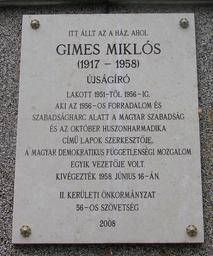 ITT ÁLLT AZ A HÁZ, AHOL
GIMES MIKLÓS
(1917 – 1958)
ÚJSÁGÍRÓ
LAKOTT 1951-TŐL 1956-IG,
AKI AZ 1956-OS FORRADALOM ÉS
SZABADSÁGHARC ALATT A MAGYAR SZABADSÁG
ÉS AZ OKTÓBER HUSZONHARMADIKA
CÍMŰ LAPOK SZERKESZTŐJE,
A MAGYAR DEMOKRATIKUS FÜGGETLENSÉGI MOZGALOM
EGYIK VEZETŐJE VOLT.
KIVÉGEZTÉK 1958. JÚNIUS 16-ÁN.
II. KERÜLETI ÖNKORMÁNYZAT
56-OS SZÖVETSÉG
2008